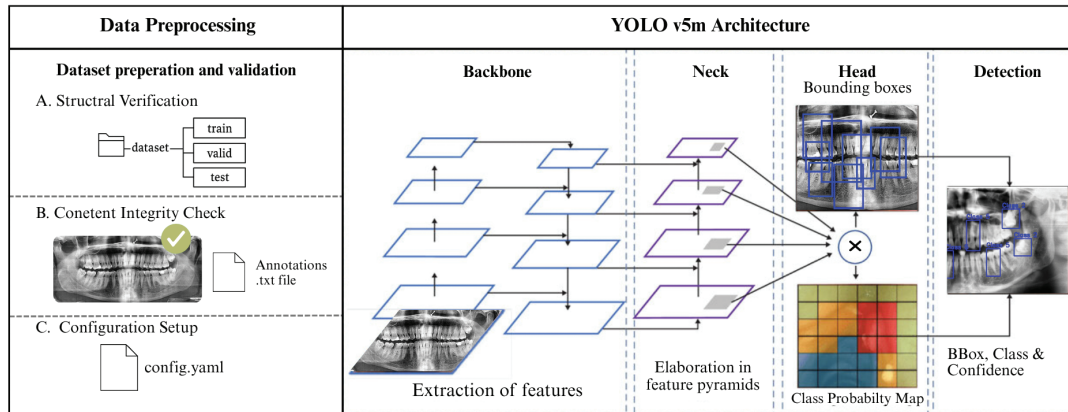 Data Preprocessing
YOLO v5m Architecture
Dataset preperation and validation
A. Structral Verification
dataset
train
valid
test
B. Conetent Integrity Check
Annotations
.txt file
C. Configuration Setup
config.yaml
Backbone
Extraction of features
Neck
Elaboration in
feature pyramids
Head
Bounding boxes
Class Probabilty Map
Detection
BBox, Class &
Confidence